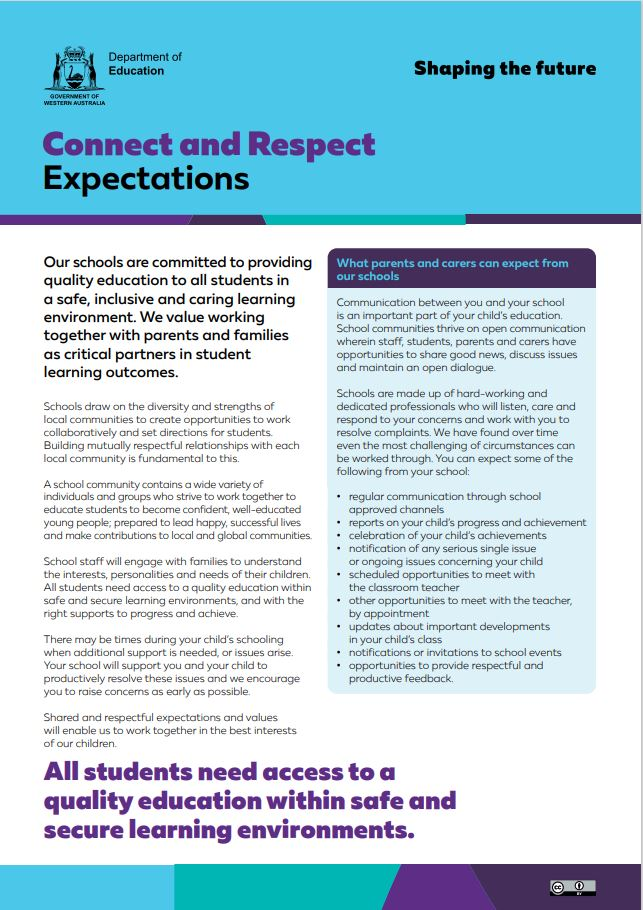 Department of
Education
GOVERNMENT OF
WESTERN AUSTRALIA
Shaping the future
Connect and Respect
Expectations
Our schools are committed to providing
quality education to all students in
a safe, inclusive and caring learning
environment. We value working
together with parents and families
as critical partners in student
learning outcomes.
Schools draw on the diversity and strengths of
local communities to create opportunities to work
collaboratively and set directions for students.
Building mutually respectful relationships with each
local community is fundamental to this.
A school community contains a wide variety of
individuals and groups who strive to work together to
educate students to become confident, well-educated
young people; prepared to lead happy, successful lives
and make contributions to local and global communities.
School staff will engage with families to understand
the interests, personalities and needs of their children.
All students need access to a quality education within
safe and secure learning environments, and with the
right supports to progress and achieve.
There may be times during your child's schooling
when additional support is needed, or issues arise.
Your school will support you and your child to
productively resolve these issues and we encourage
you to raise concerns as early as possible.
Shared and respectful expectations and values
will enable us to work together in the best interests
of our children.
What parents and carers can expect from
our schools
Communication between you and your school
is an important part of your child's education.
School communities thrive on open communication
wherein staff, students, parents and carers have
opportunities to share good news, discuss issues
and maintain an open dialogue.
Schools are made up of hard-working and
dedicated professionals who will listen, care and
respond to your concerns and work with you to
resolve complaints. We have found over time
even the most challenging of circumstances can
be worked through. You can expect some of the
following from your school:
• regular communication through school
approved channels
• reports on your child's progress and achievement
• celebration of your child's achievements
• notification of any serious single issue
or ongoing issues concerning your child
• scheduled opportunities to meet with
the classroom teacher
• other opportunities to meet with the teacher,
by appointment
• updates about important developments
in your child's class
• notifications or invitations to school events
• opportunities to provide respectful and
productive feedback.
All students need access to a
quality education within safe and
secure learning environments.
cc
BY